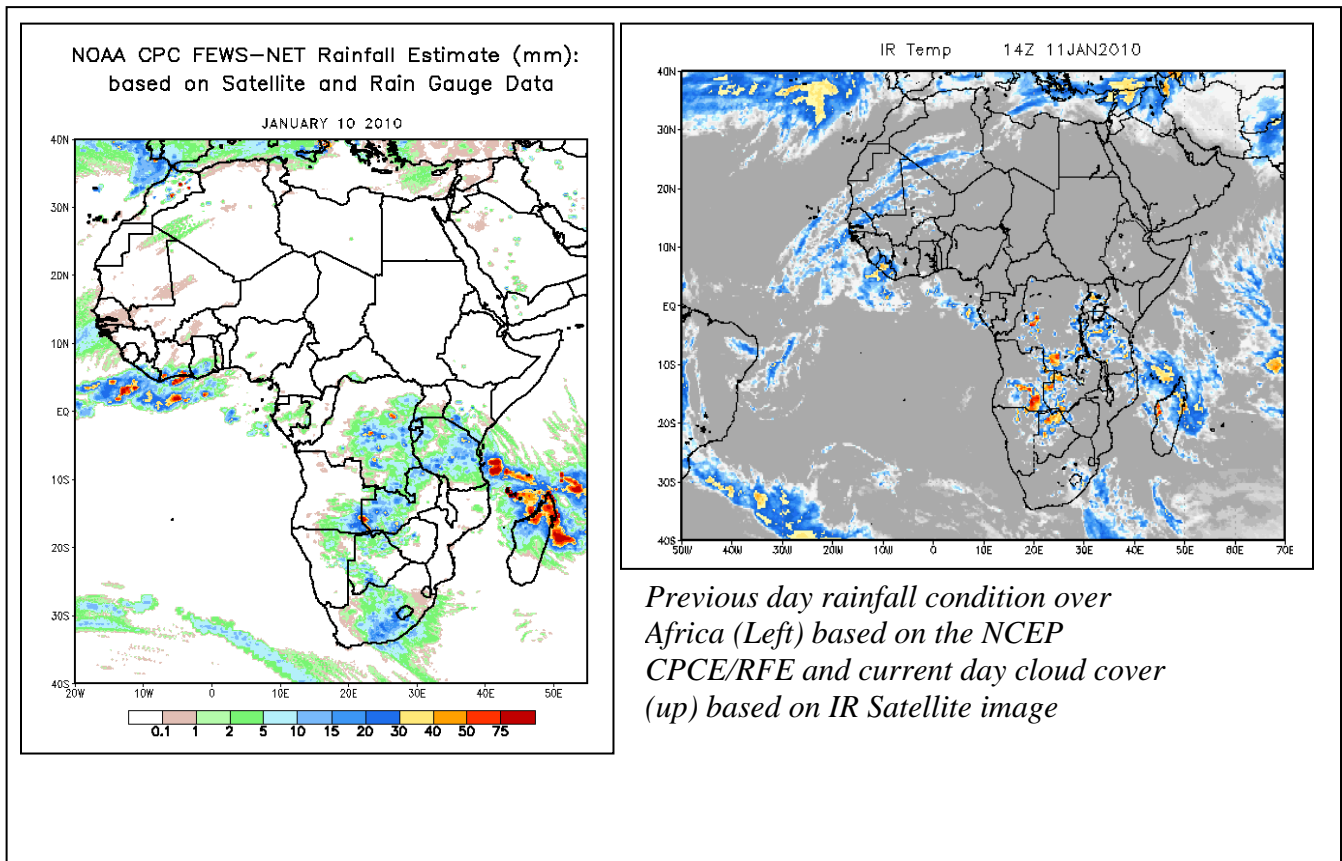 NOAA CPC FEWS-NET Rainfall Estimate (mm):
based on Satellite and Rain Gauge Data
JANUARY 10 2010
40N
30N
20N
10N
EQ
10S
20S
30S
40S
20W 10W 0 10E 20E 30E 40E 50E
0.1 1 2 5 10 15 20 30 40 50 75
IR Temp 14Z 11JAN2010
40N
30N
20N
10N
EQ
10S
20S
30S
40S
50W 40W 30W 20W 10W 0 10E 20E 30E 40E 50E 60E 70E
Previous day rainfall condition over
Africa (Left) based on the NCEP
CPCE/RFE and current day cloud cover
(up) based on IR Satellite image